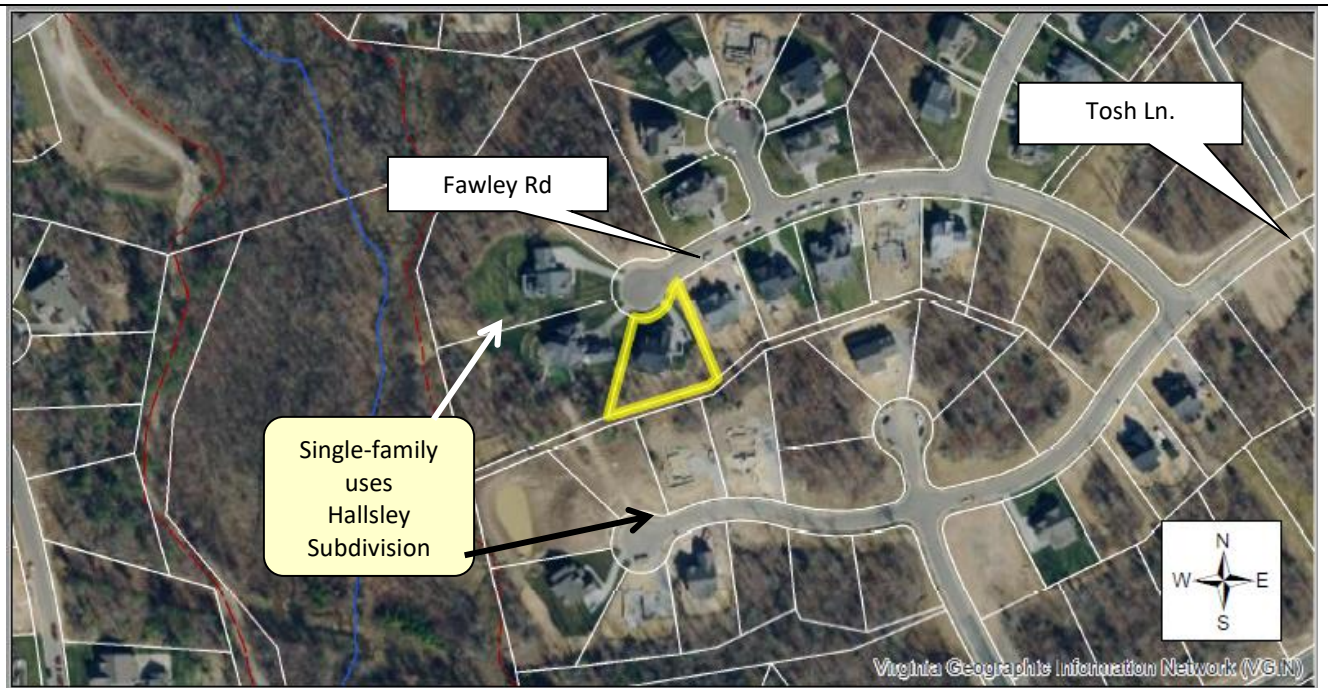 Tosh Ln.
Fawley Rd
Single-family
uses
Hallsley
Subdivision
N
W E
S
Virginia Geographic Information Network (VGIN)